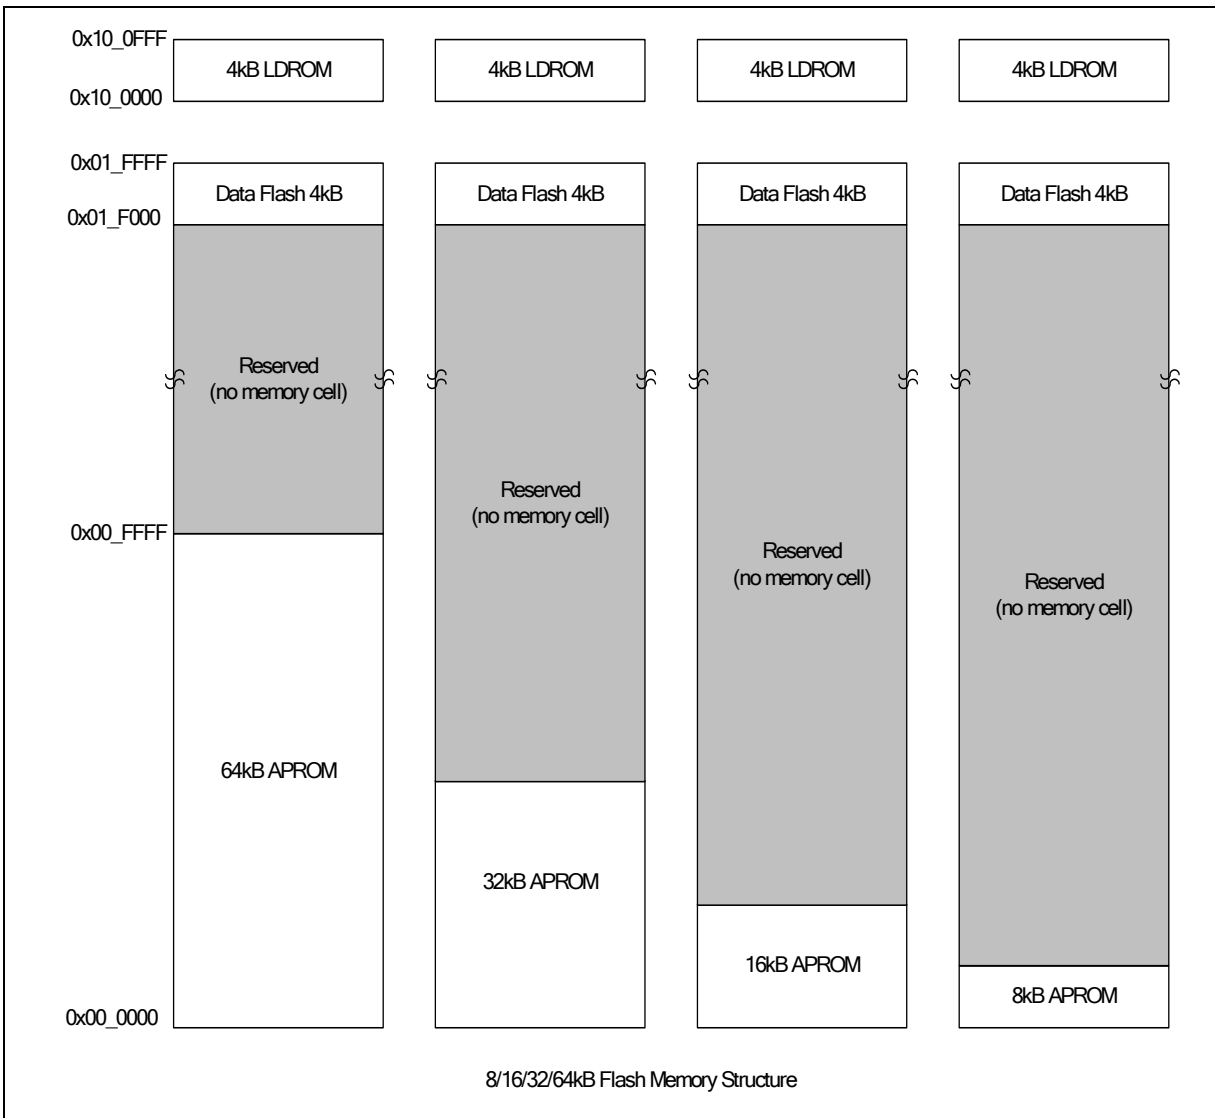 0x10_0FFF
4kB LDROM
4kB LDROM
4kB LDROM
4kB LDROM
0x10_0000
0x01_FFFF
Data Flash 4kB
Data Flash 4kB
Data Flash 4kB
Data Flash 4kB
0x01_F000
Reserved
(no memory cell)
Reserved
(no memory cell)
Reserved
(no memory cell)
Reserved
(no memory cell)
0x00_FFFF
64kB APROM
32kB APROM
16kB APROM
8kB APROM
0x00_0000
8/16/32/64kB Flash Memory Structure